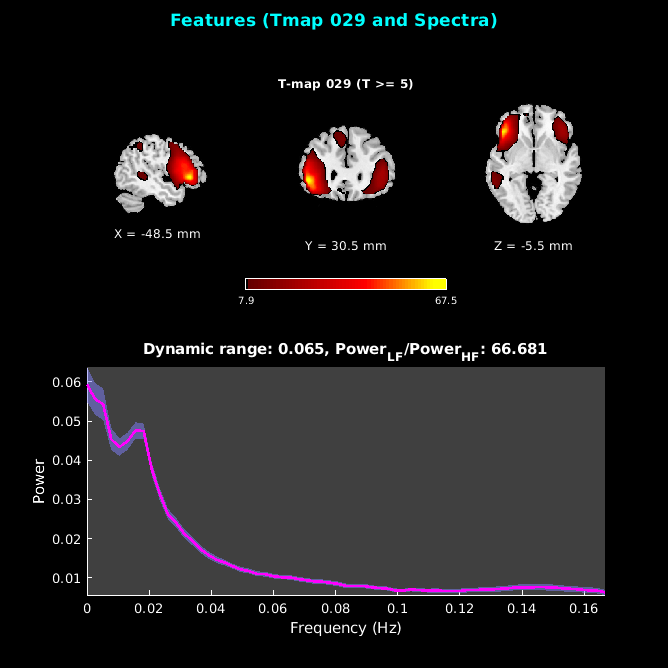 Features (Tmap 029 and Spectra)
T-map 029 (T >= 5)
X = -48.5 mm
Y = 30.5 mm
Z = -5.5 mm
7.9
67.5
Dynamic range: 0.065, PowerLF/PowerHF: 66.681
0.06
0.05
0.04
0.03
0.02
0.01
Power
0
0.02
0.04
0.06
0.08
0.1
0.12
0.14
0.16
Frequency (Hz)